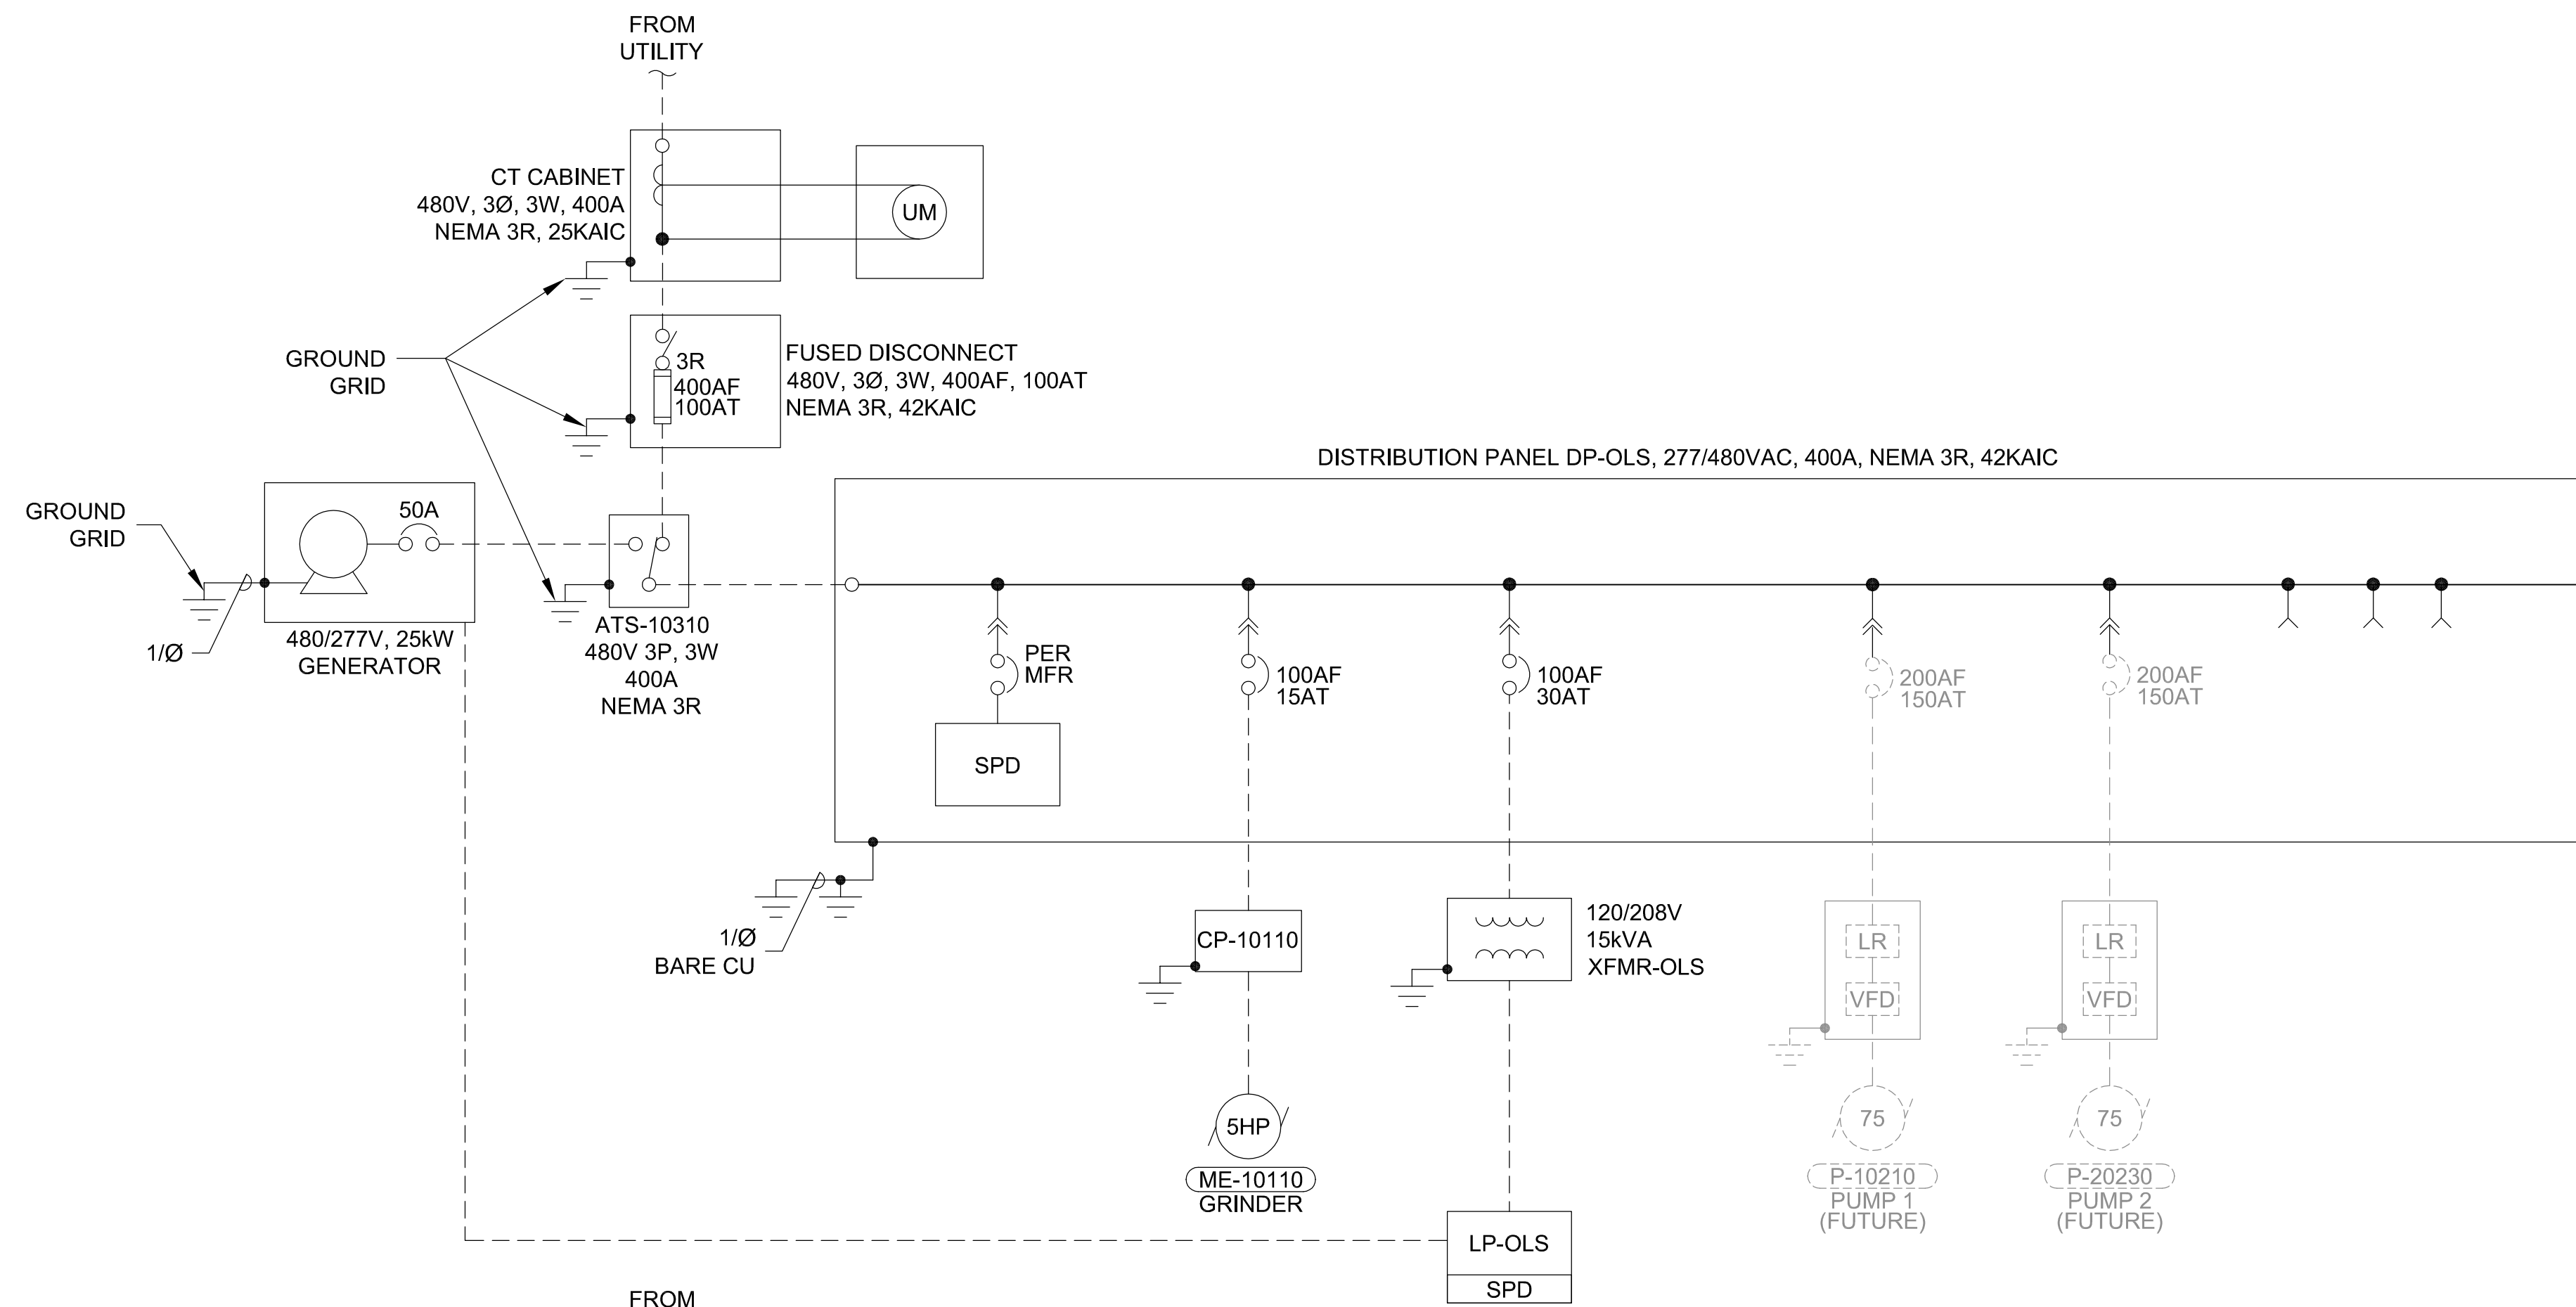 FROM
UTILITY
CT CABINET
480V, 3Ø, 3W, 400A
NEMA 3R, 25KAIC
UM
GROUND
GRID
3R
400AF
100AT
FUSED DISCONNECT
480V, 3Ø, 3W, 400AF, 100AT
NEMA 3R, 42KAIC
DISTRIBUTION PANEL DP-OLS, 277/480VAC, 400A, NEMA 3R, 42KAIC
GROUND
GRID
50A
1/Ø
480/277V, 25kW
GENERATOR
ATS-10310
480V 3P, 3W
400A
NEMA 3R
PER
MFR
SPD
100AF
15AT
100AF
30AT
200AF
150AT
200AF
150AT
1/Ø
BARE CU
CP-10110
120/208V
15kVA
XFMR-OLS
LR
VFD
LR
VFD
5HP
ME-10110
GRINDER
75
P-10210
PUMP 1
(FUTURE)
75
P-20230
PUMP 2
(FUTURE)
LP-OLS
SPD
FROM